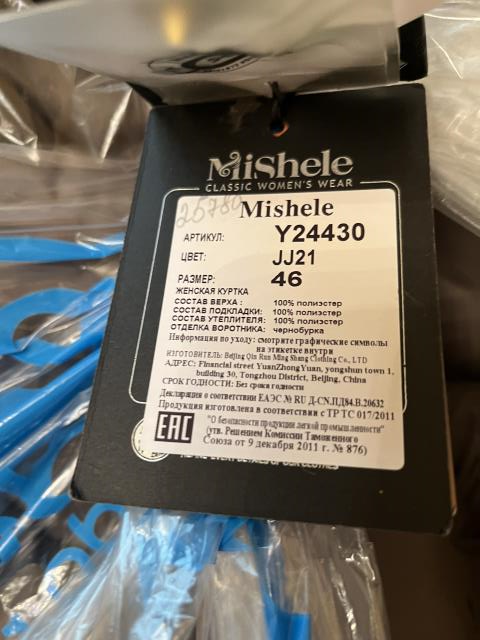 MiShele
CLASSIC WOMEN'S WEAR
25780
Mishele
АРТИКУЛ: Y24430
ЦВЕТ: JJ21
РАЗМЕР: 46
ЖЕНСКАЯ КУРТКА
СОСТАВ ВЕРХА : 100% полиэстер
СОСТАВ ПОДКЛАДКИ: 100% полиэстер
СОСТАВ УТЕПЛИТЕЛЯ: 100% полиэстер
ОТДЕЛКА ВОРОТНИКА: чернобурка
Информация по уходу: смотрите графические символы
на этикетке внутри
ИЗГОТОВИТЕЛЬ: Beijing Qin Run Ming Shang Clothing Co., LTD
АДРЕС: Financial street YuanZhongYuan, yongshun town 1,
building 30, Tongzhou District, Beijing, China
СРОК ГОДНОСТИ: Без срока годности
Декларация о соответствии ЕАЭС № RU Д-CN.ПД84.В.20632
Продукция изготовлена в соответствии с ТР ТС 017/2011
EAC "О безопасности продукции легкой промышленности"
(утв. Решением Комиссии Таможенного
Союза от 9 декабря 2011 г. № 876)